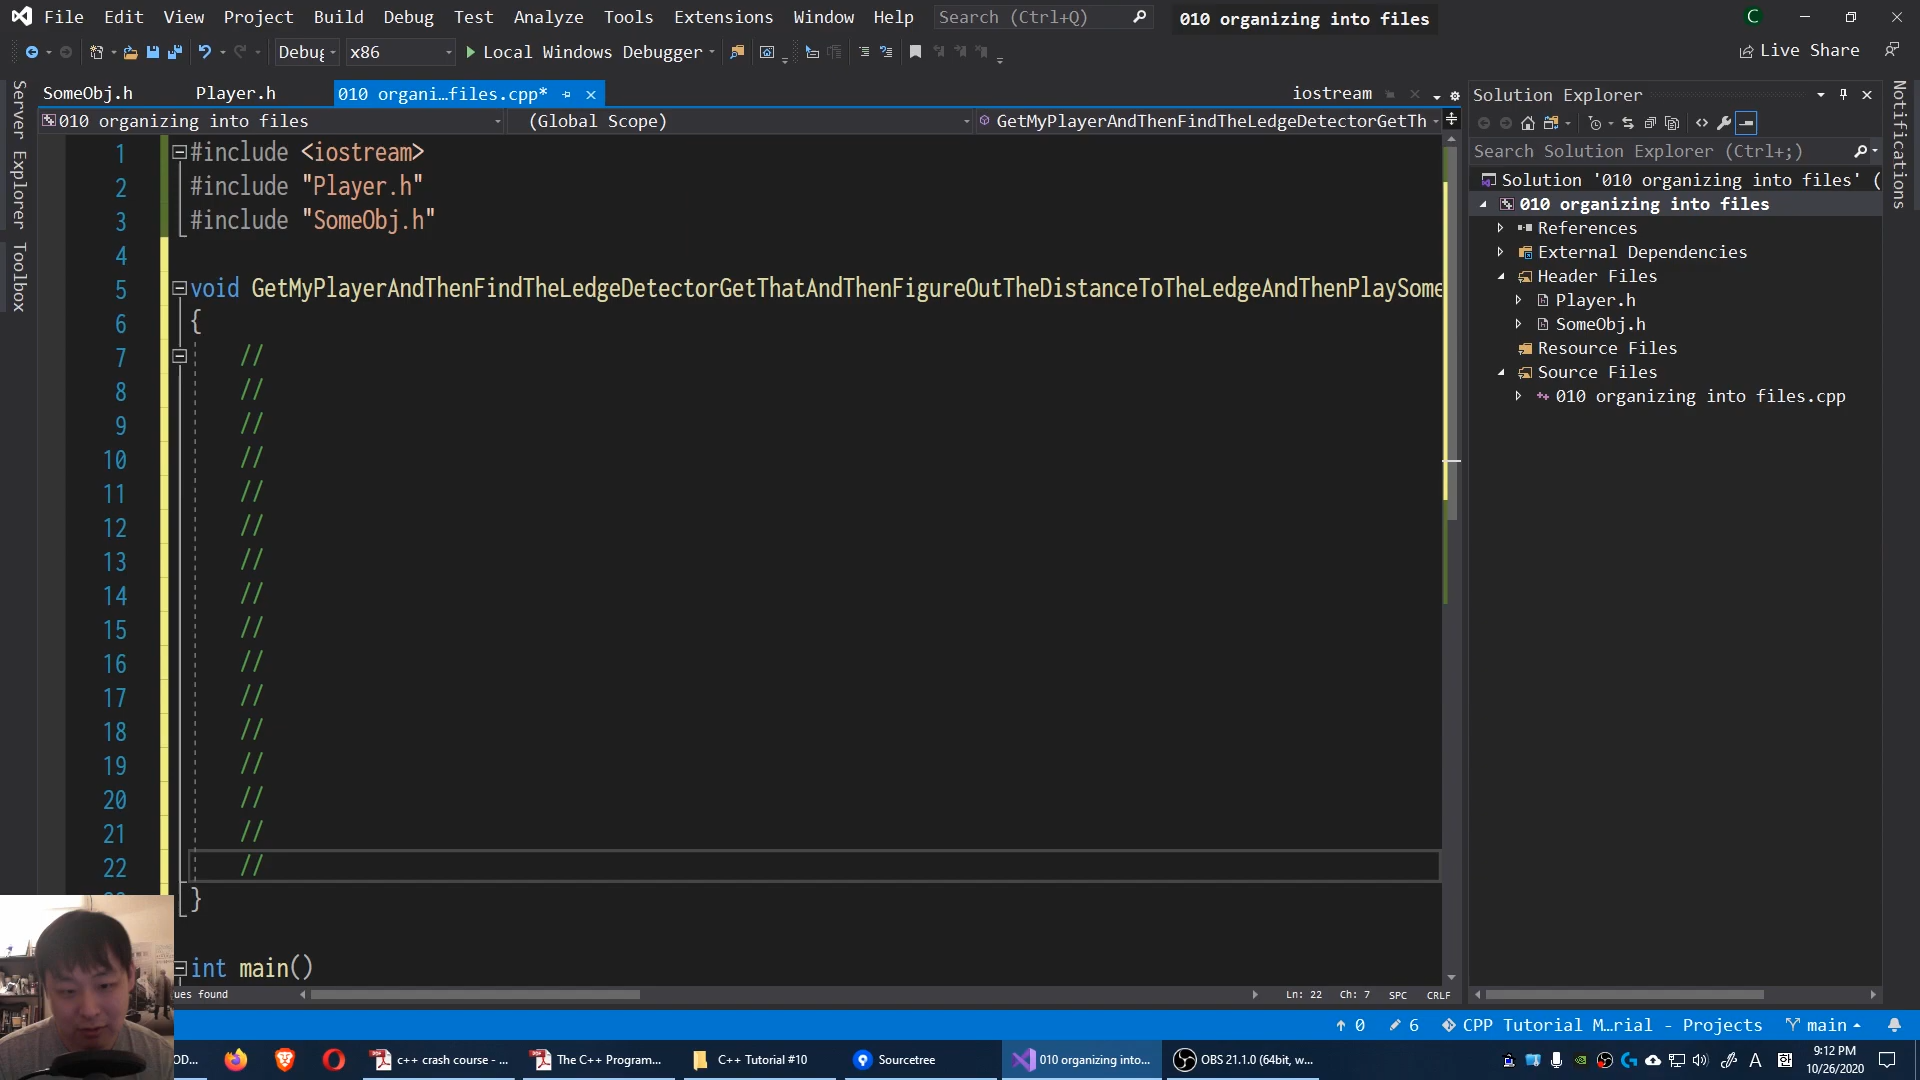 File Edit View Project Build Debug Test Analyze Tools Extensions Window Help Search (Ctrl+Q) 010 organizing into files C
Debug x86 Local Windows Debugger Live Share
SomeObj.h Player.h 010 organi...files.cpp* iostream
010 organizing into files (Global Scope) GetMyPlayerAndThenFindTheLedgeDetectorGetTh
1 #include <iostream>
2 #include "Player.h"
3 #include "SomeObj.h"
4
5 void GetMyPlayerAndThenFindTheLedgeDetectorGetThatAndThenFigureOutTheDistanceToTheLedgeAndThenPlaySome
6 {
7 //
8 //
9 //
10 //
11 //
12 //
13 //
14 //
15 //
16 //
17 //
18 //
19 //
20 //
21 //
22 //
}
int main()
ues found Ln: 22 Ch: 7 SPC CRLF
Server Explorer
Toolbox
Solution Explorer
Search Solution Explorer (Ctrl+;)
Solution '010 organizing into files' (
010 organizing into files
References
External Dependencies
Header Files
Player.h
SomeObj.h
Resource Files
Source Files
010 organizing into files.cpp
Notifications
0 6 CPP Tutorial M...rial - Projects main
OD... c++ crash course - ... The C++ Program... C++ Tutorial #10 Sourcetree 010 organizing into... OBS 21.1.0 (64bit, w... A 9:12 PM
10/26/2020